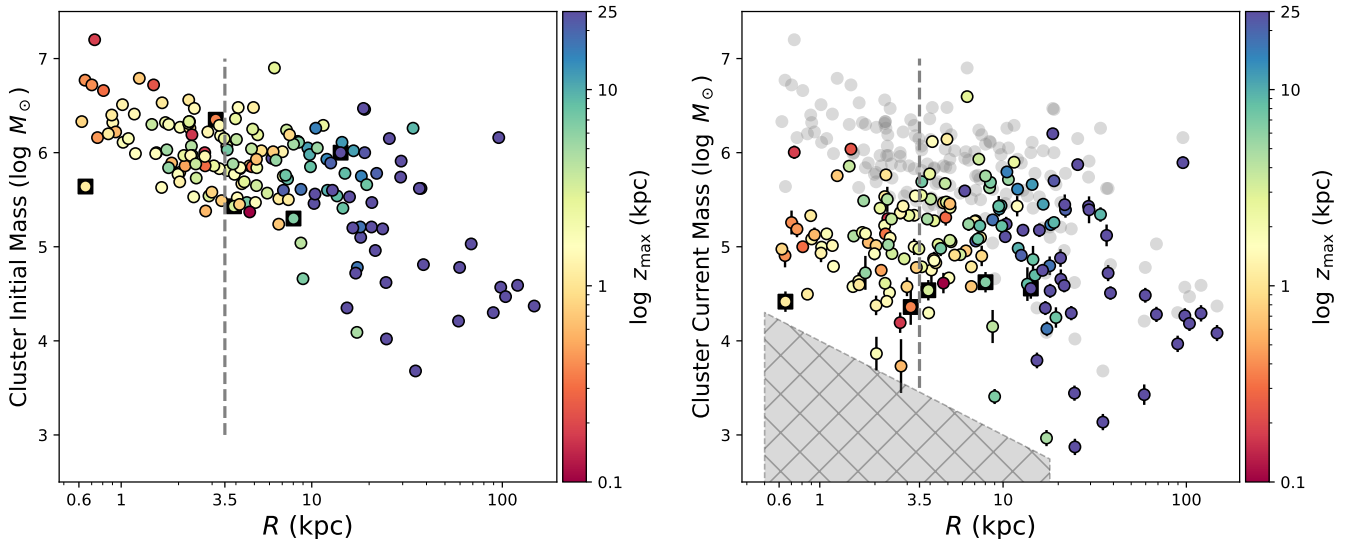 Cluster Initial Mass (log M⊙)
7
6
5
4
3
0.6 1 3.5 10 100
R (kpc)
25
10
1
0.1
log z_max (kpc)
Cluster Current Mass (log M⊙)
7
6
5
4
3
0.6 1 3.5 10 100
R (kpc)
25
10
1
0.1
log z_max (kpc)